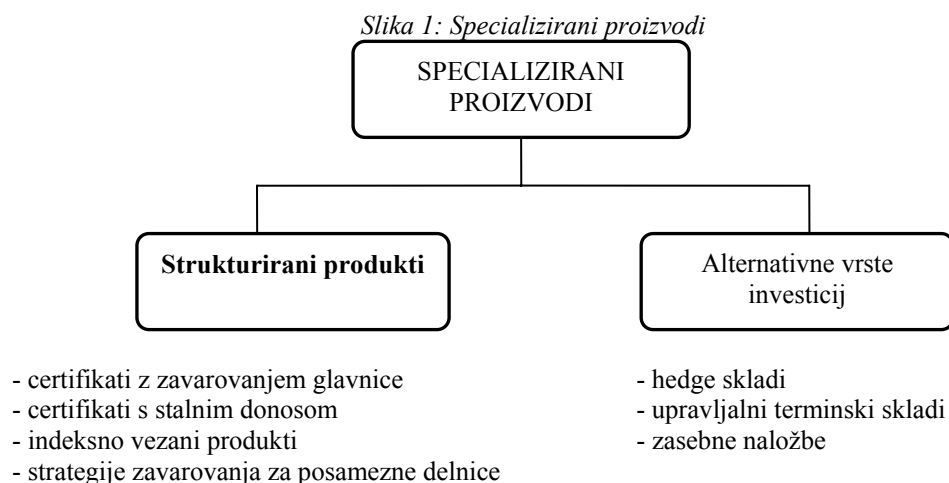 Slika 1: Specializirani proizvodi
SPECIALIZIRANI
PROIZVODI
Strukturirani produkti
Alternativne vrste
investicij
- certifikati z zavarovanjem glavnice
- certifikati s stalnim donosom
- indeksno vezani produkti
- strategije zavarovanja za posamezne delnice
- hedge skladi
- upravljalni terminski skladi
- zasebne naložbe